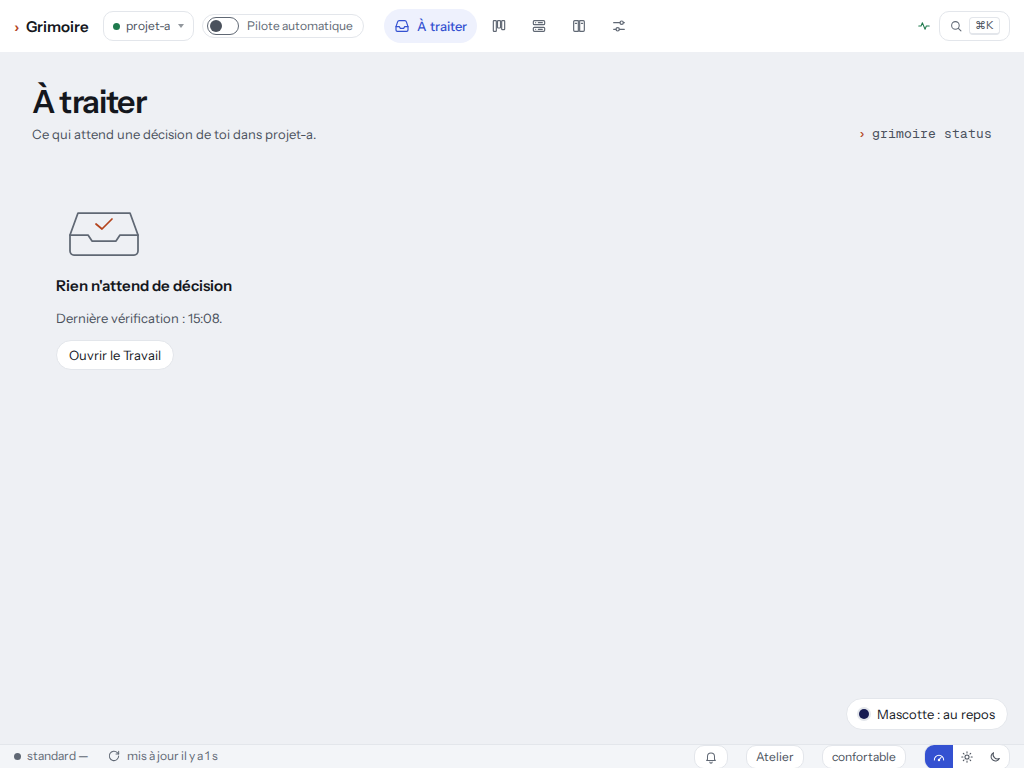 › Grimoire projet-a Pilote automatique À traiter ⌘K
À traiter
Ce qui attend une décision de toi dans projet-a.
› grimoire status
Rien n'attend de décision
Dernière vérification : 15:08.
Ouvrir le Travail
Mascotte : au repos
standard — mis à jour il y a 1 s Atelier confortable